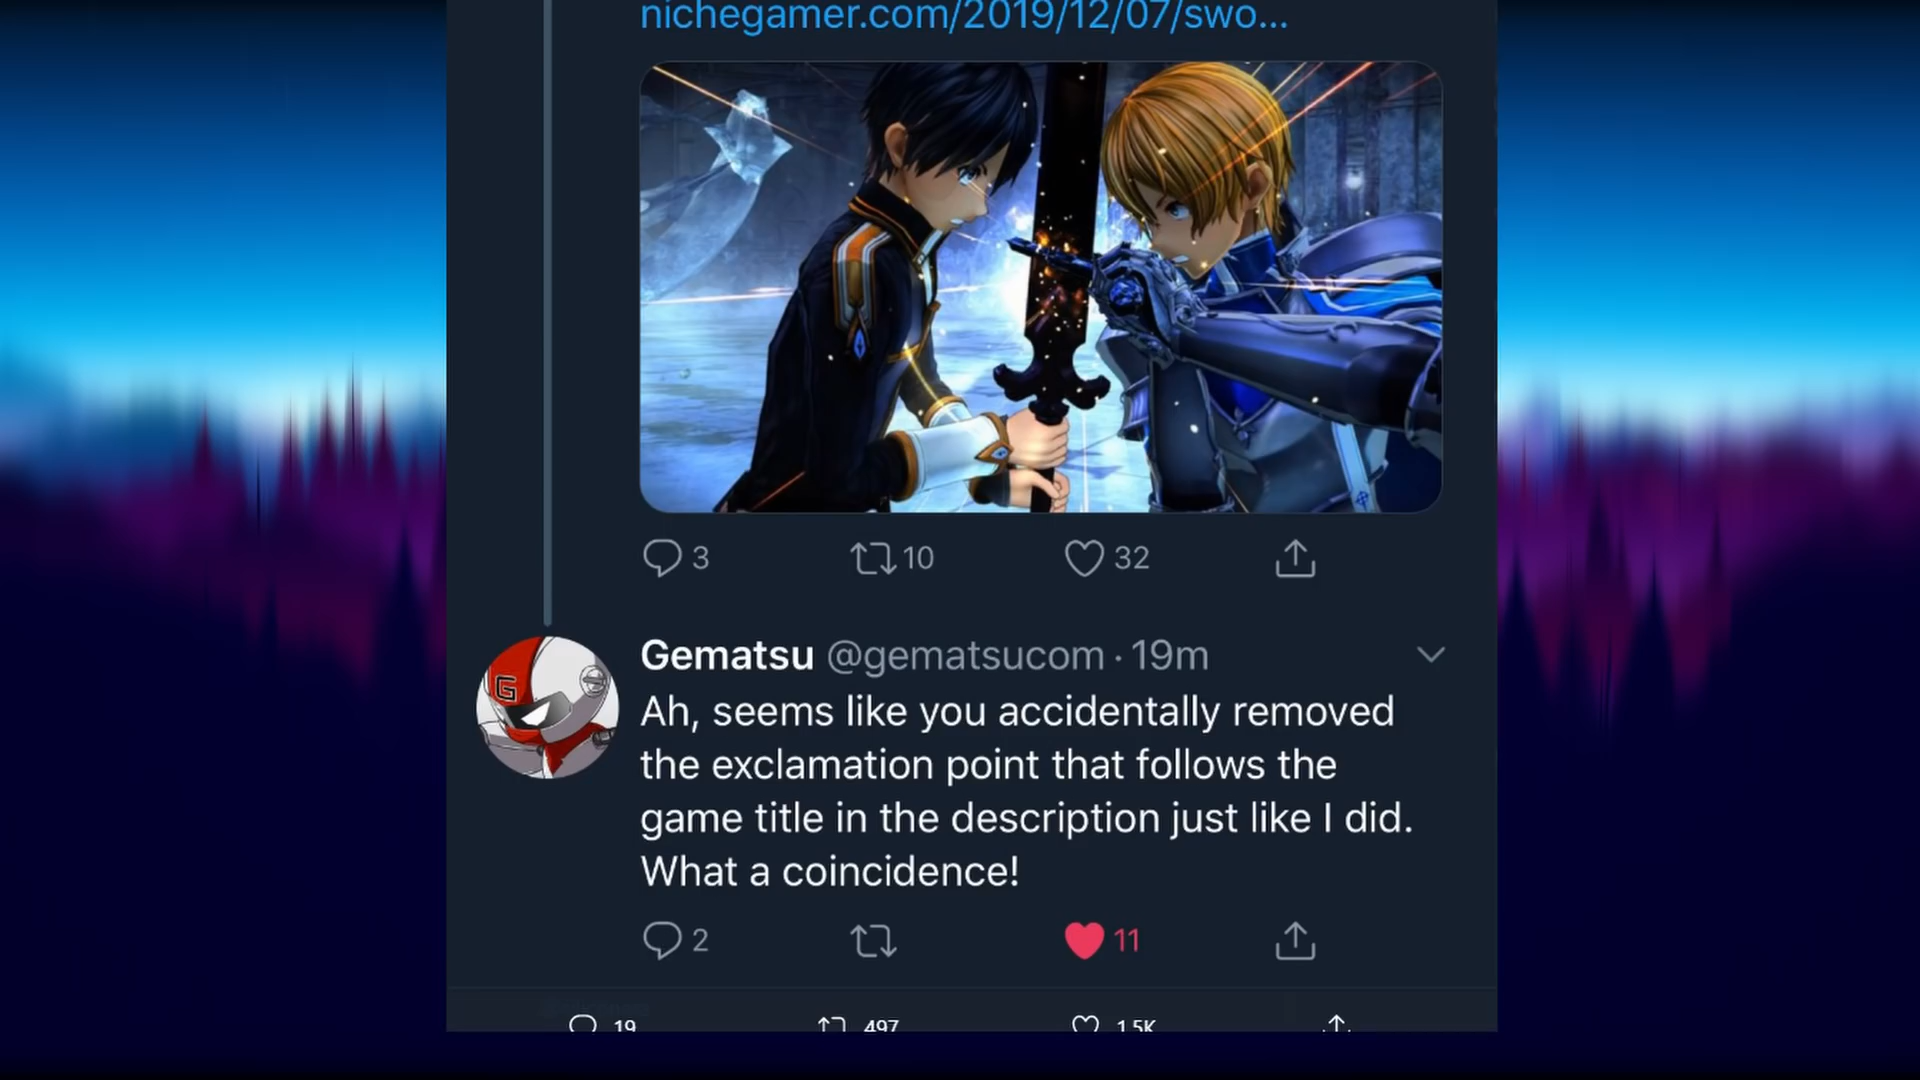 nichegamer.com/2019/12/07/swo...
3 10 32
Gematsu @gematsucom · 19m
G
Ah, seems like you accidentally removed
the exclamation point that follows the
game title in the description just like I did.
What a coincidence!
2 11
19 497 1.5K